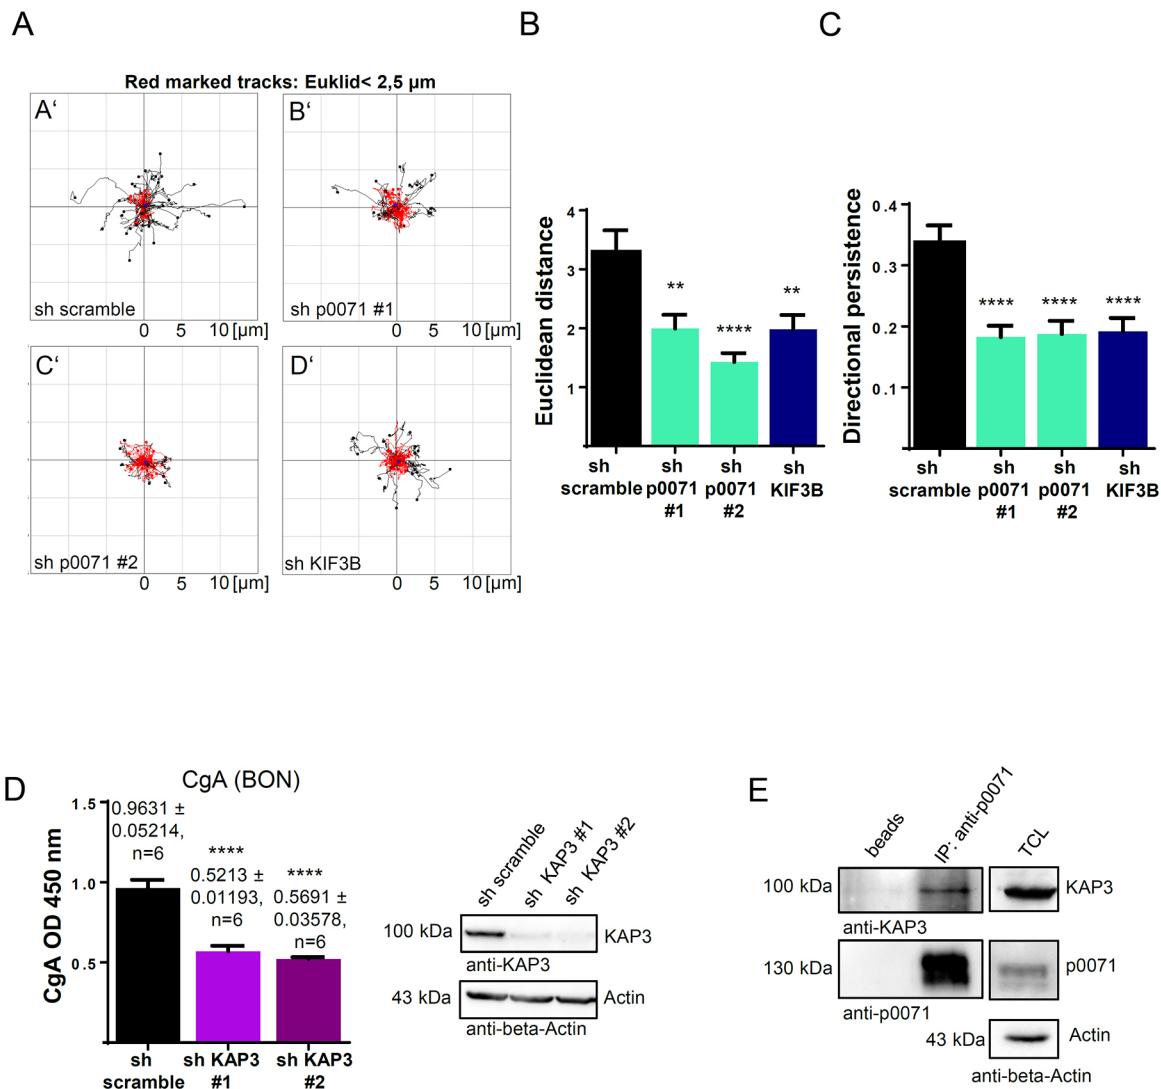 A
Red marked tracks: Euklid< 2,5 µm
A‘
sh scramble
0 5 10 [µm]
B‘
sh p0071 #1
0 5 10 [µm]
C‘
sh p0071 #2
0 5 10 [µm]
D‘
sh KIF3B
0 5 10 [µm]
B
Euclidean distance
4
3
2
1
**
****
**
sh
scramble
sh
p0071
#1
sh
p0071
#2
sh
KIF3B
C
Directional persistence
0.4
0.3
0.2
0.1
****
****
****
sh
scramble
sh
p0071
#1
sh
p0071
#2
sh
KIF3B
D
CgA (BON)
CgA OD 450 nm
1.5
1.0
0.5
0.9631 ±
0.05214,
n=6
****
0.5213 ±
0.01193,
n=6
****
0.5691 ±
0.03578,
n=6
sh
scramble
sh KAP3
#1
sh KAP3
#2
sh scramble
sh KAP3 #1
sh KAP3 #2
100 kDa
KAP3
anti-KAP3
43 kDa
Actin
anti-beta-Actin
E
beads
IP: anti-p0071
TCL
100 kDa
KAP3
anti-KAP3
130 kDa
p0071
anti-p0071
43 kDa
Actin
anti-beta-Actin